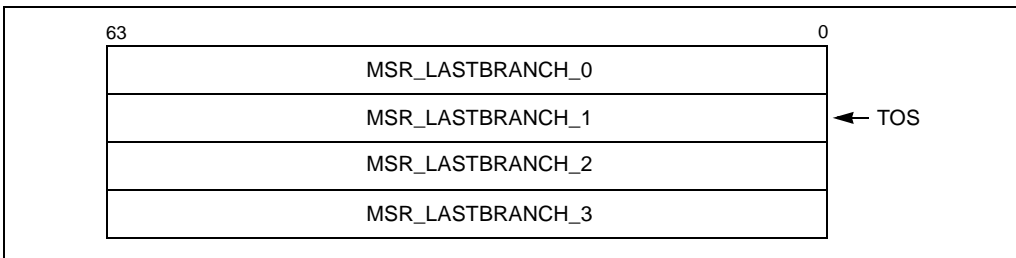 63 0
MSR_LASTBRANCH_0
MSR_LASTBRANCH_1 TOS
MSR_LASTBRANCH_2
MSR_LASTBRANCH_3